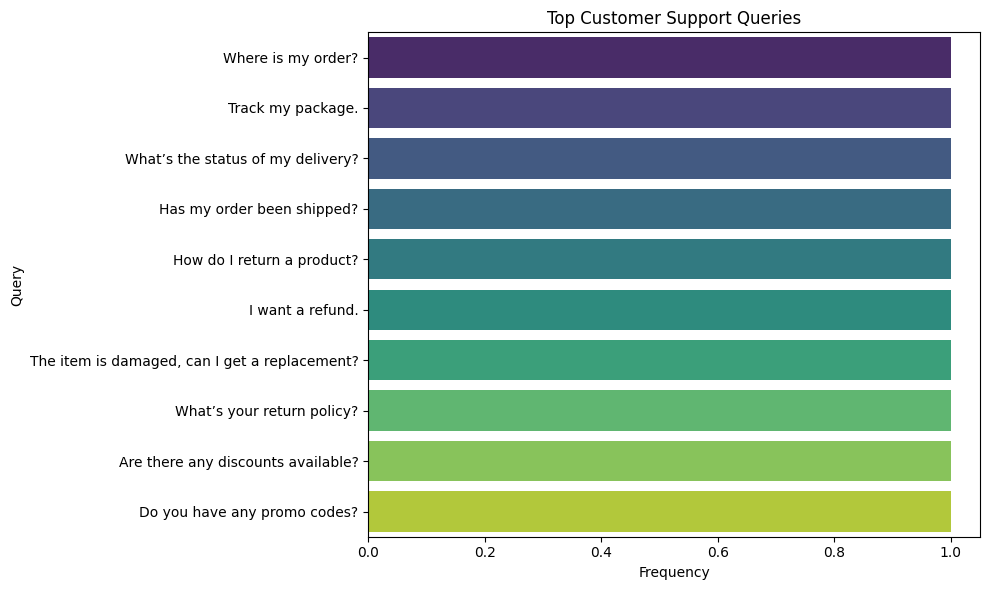 Top Customer Support Queries
Where is my order?
Track my package.
What’s the status of my delivery?
Has my order been shipped?
How do I return a product?
I want a refund.
The item is damaged, can I get a replacement?
What’s your return policy?
Are there any discounts available?
Do you have any promo codes?
Query
0.0 0.2 0.4 0.6 0.8 1.0
Frequency